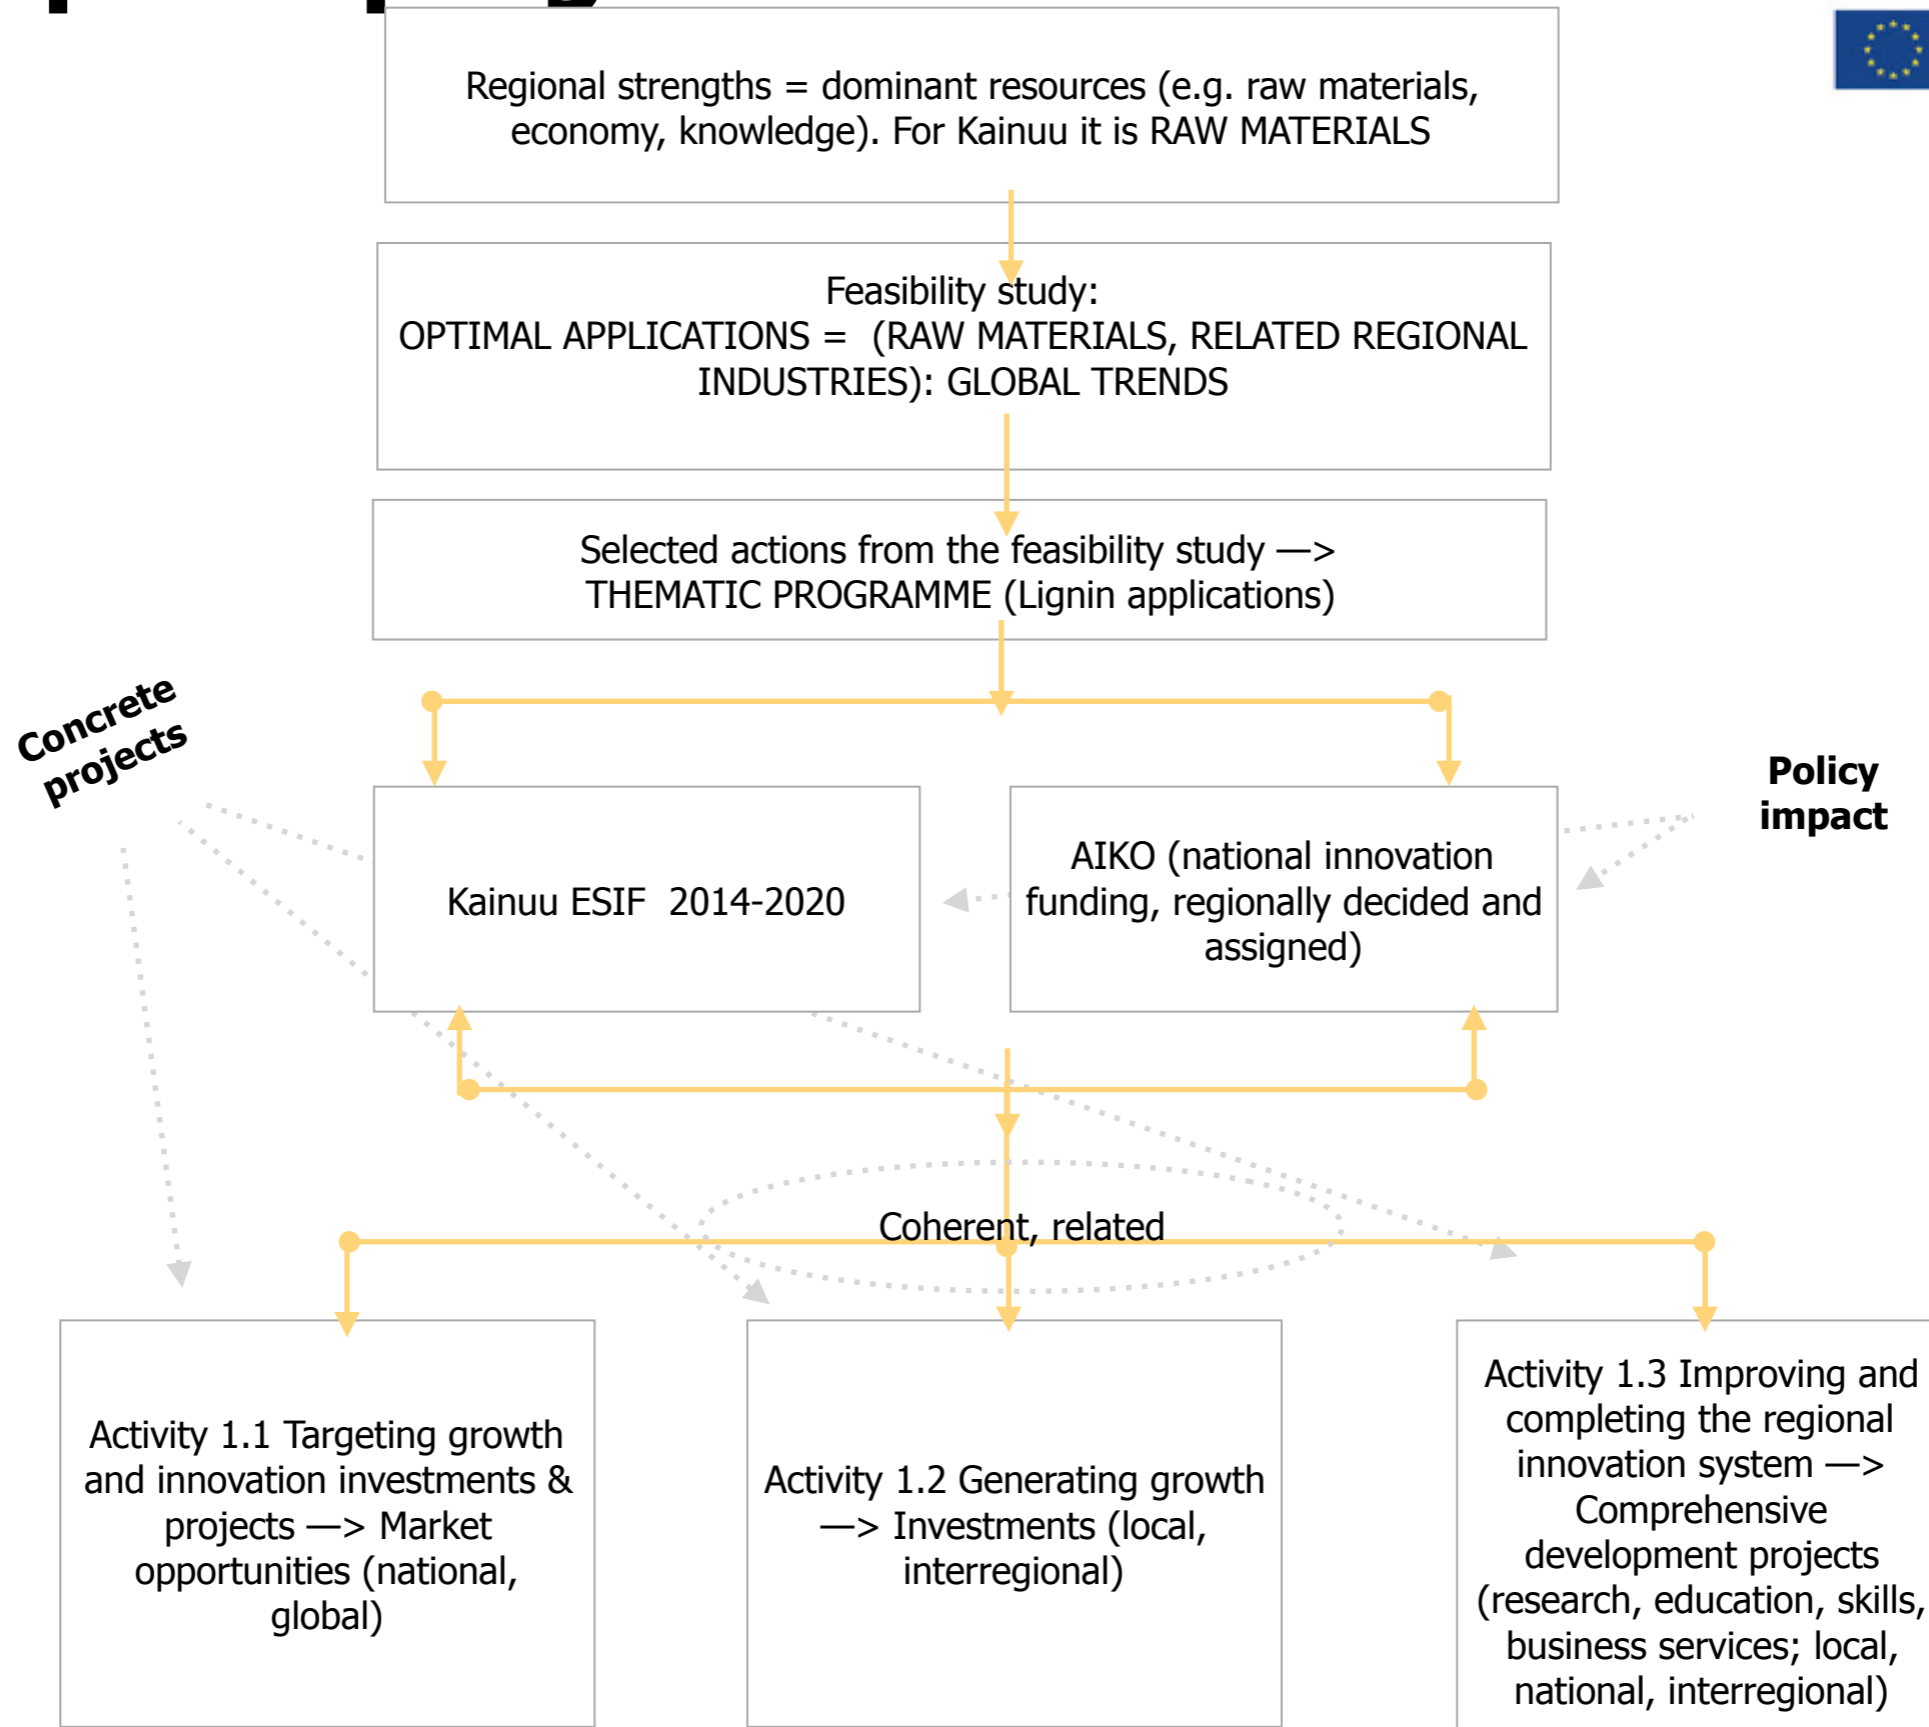 Regional strengths = dominant resources (e.g. raw materials,
economy, knowledge). For Kainuu it is RAW MATERIALS
Feasibility study:
OPTIMAL APPLICATIONS = (RAW MATERIALS, RELATED REGIONAL
INDUSTRIES): GLOBAL TRENDS
Selected actions from the feasibility study —>
THEMATIC PROGRAMME (Lignin applications)
Concrete
projects
Policy
impact
Kainuu ESIF 2014-2020
AIKO (national innovation
funding, regionally decided and
assigned)
Coherent, related
Activity 1.1 Targeting growth
and innovation investments &
projects —> Market
opportunities (national,
global)
Activity 1.2 Generating growth
—> Investments (local,
interregional)
Activity 1.3 Improving and
completing the regional
innovation system —>
Comprehensive
development projects
(research, education, skills,
business services; local,
national, interregional)